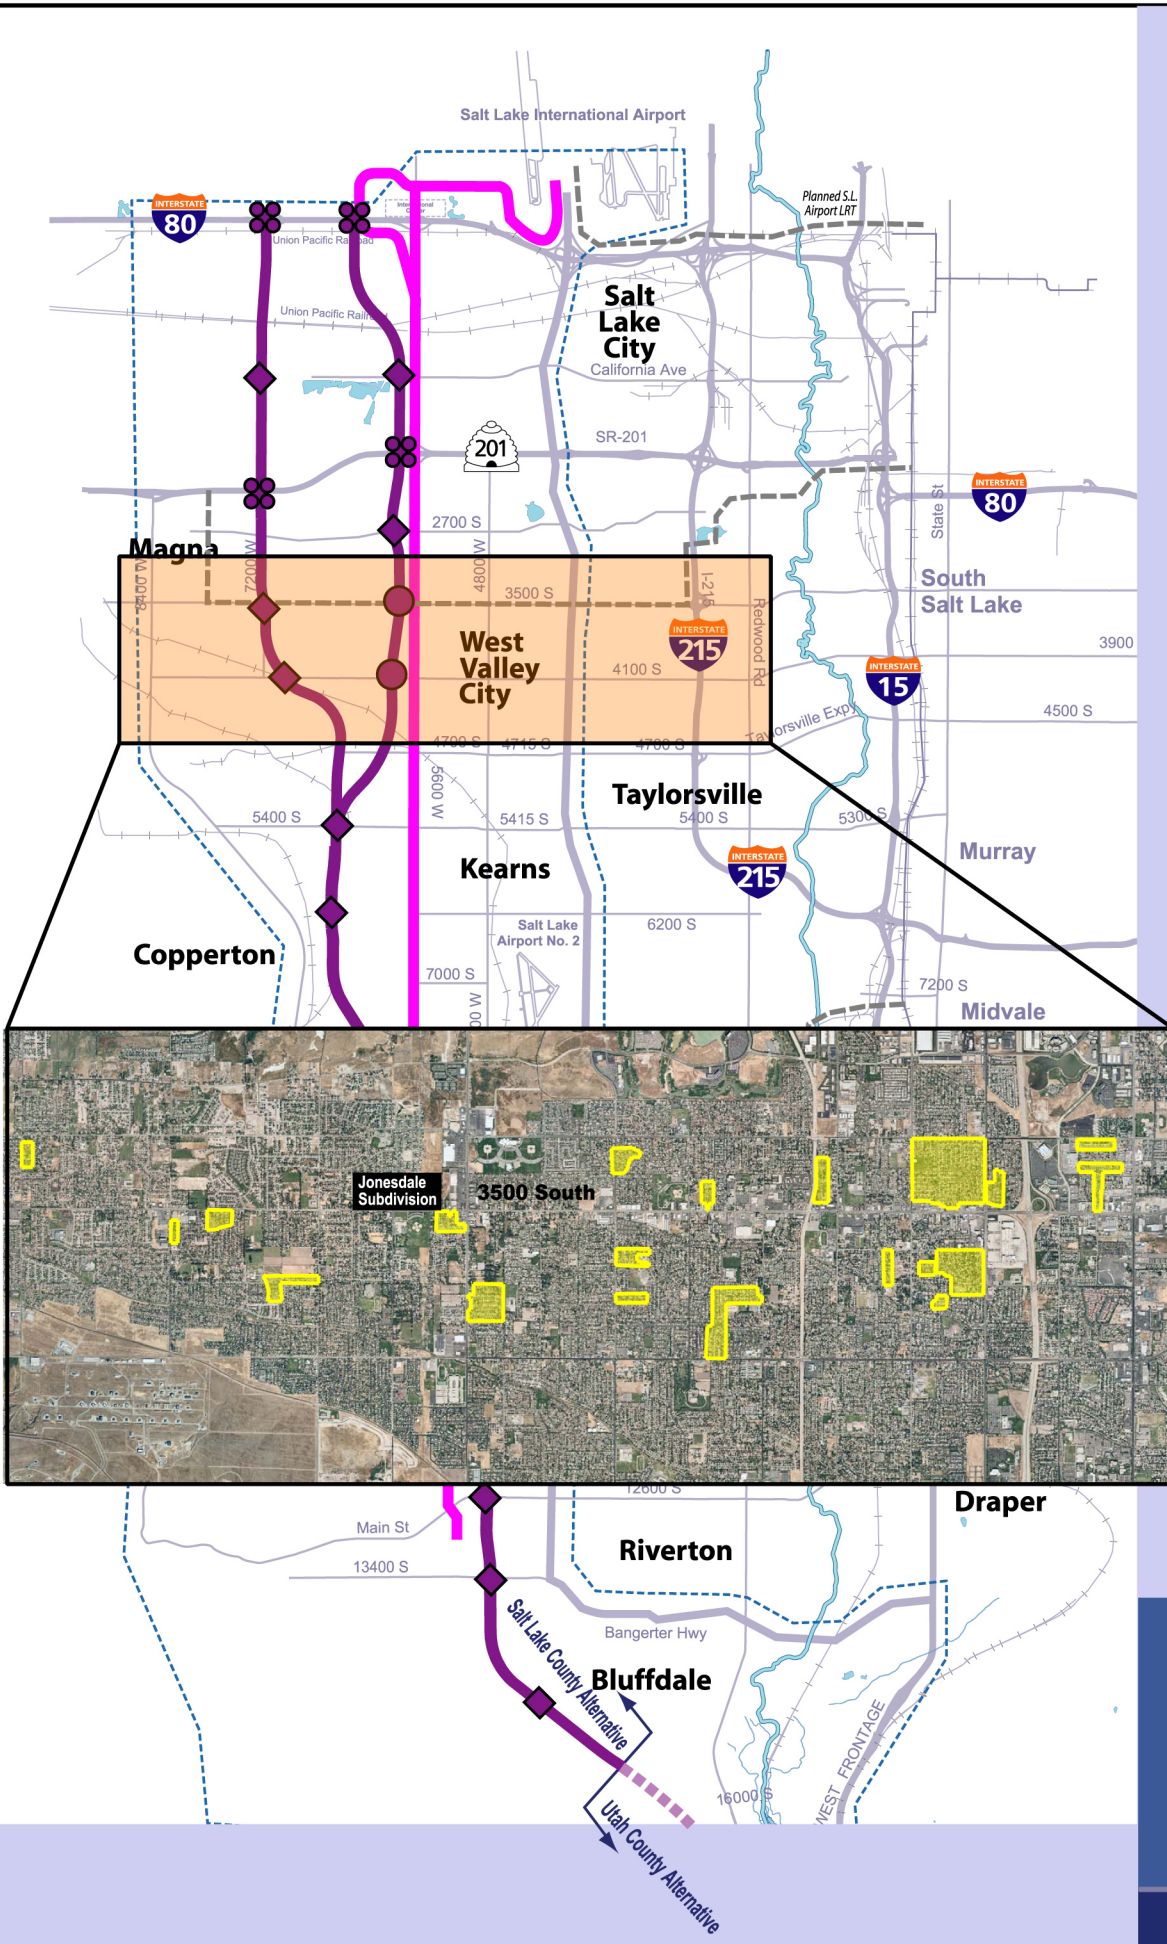 Salt Lake International Airport
Planned S.L.
Airport LRT
INTERSTATE
80
International
Center
Union Pacific Railroad
Union Pacific Railroad
Salt
Lake
City
California Ave
SR-201
201
INTERSTATE
80
State St
2700 S
Magna
8400 W
7200 W
4800 W
3500 S
I-215
Redwood Rd
South
Salt Lake
West
Valley
City
INTERSTATE
215
3900
4100 S
INTERSTATE
15
4500 S
Taylorsville Expy
4700 S
4715 S
4700 S
5600 W
Taylorsville
5400 S
5415 S
5400 S
5300 S
Murray
Kearns
INTERSTATE
215
Salt Lake
Airport No. 2
6200 S
Copperton
7000 S
00 W
7200 S
Midvale
Jonesdale
Subdivision
3500 South
12600 S
Draper
Main St
Riverton
13400 S
Salt Lake County Alternative
Bangerter Hwy
Bluffdale
WEST FRONTAGE
16000 S
Utah County Alternative